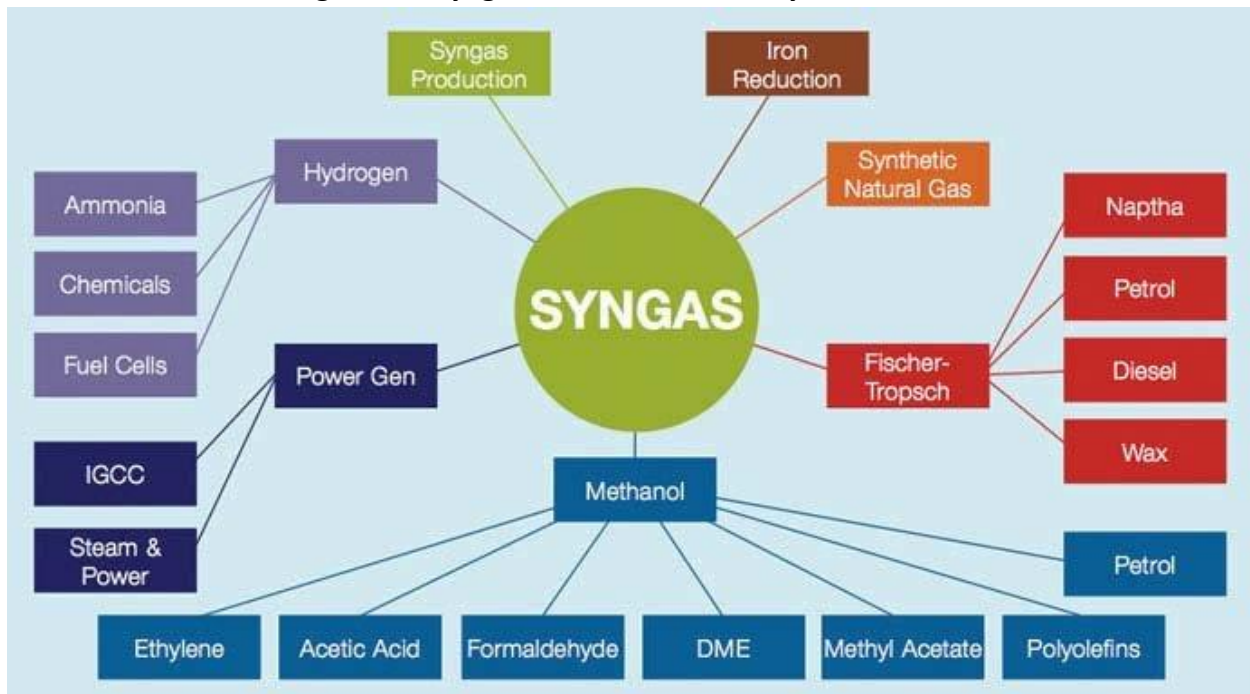 Syngas
Production
Iron
Reduction
Hydrogen
Synthetic
Natural Gas
Ammonia
Naptha
Chemicals
Petrol
SYNGAS
Fuel Cells
Power Gen
Fischer-
Tropsch
Diesel
IGCC
Wax
Methanol
Steam &
Power
Petrol
Ethylene
Acetic Acid
Formaldehyde
DME
Methyl Acetate
Polyolefins